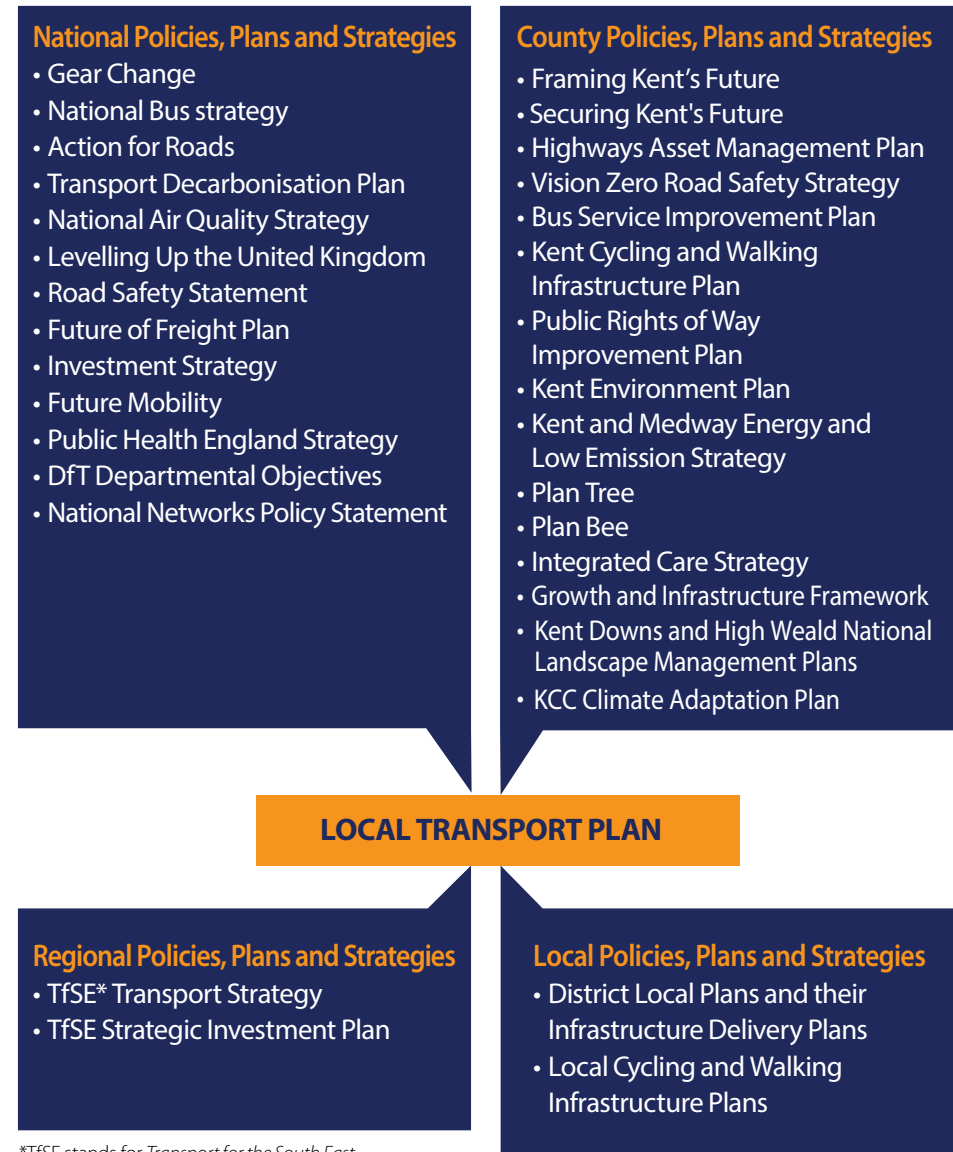 National Policies, Plans and Strategies
• Gear Change
• National Bus strategy
• Action for Roads
• Transport Decarbonisation Plan
• National Air Quality Strategy
• Levelling Up the United Kingdom
• Road Safety Statement
• Future of Freight Plan
• Investment Strategy
• Future Mobility
• Public Health England Strategy
• DfT Departmental Objectives
• National Networks Policy Statement
County Policies, Plans and Strategies
• Framing Kent’s Future
• Securing Kent's Future
• Highways Asset Management Plan
• Vision Zero Road Safety Strategy
• Bus Service Improvement Plan
• Kent Cycling and Walking
Infrastructure Plan
• Public Rights of Way
Improvement Plan
• Kent Environment Plan
• Kent and Medway Energy and
Low Emission Strategy
• Plan Tree
• Plan Bee
• Integrated Care Strategy
• Growth and Infrastructure Framework
• Kent Downs and High Weald National
Landscape Management Plans
• KCC Climate Adaptation Plan
LOCAL TRANSPORT PLAN
Regional Policies, Plans and Strategies
• TfSE* Transport Strategy
• TfSE Strategic Investment Plan
Local Policies, Plans and Strategies
• District Local Plans and their
Infrastructure Delivery Plans
• Local Cycling and Walking
Infrastructure Plans
*TfSE stands for Transport for the South East